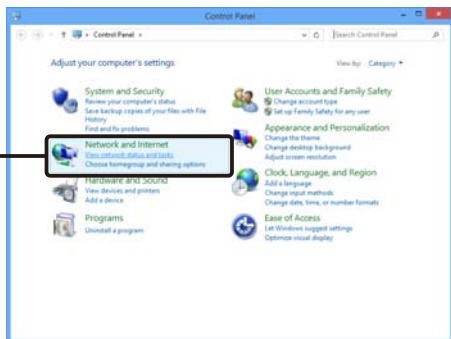 Control Panel
Control Panel
Search Control Panel
Adjust your computer's settings
View by: Category
System and Security
Review your computer's status
Save backup copies of your files with File
History
Find and fix problems
Network and Internet
View network status and tasks
Choose homegroup and sharing options
Hardware and Sound
View devices and printers
Add a device
Programs
Uninstall a program
User Accounts and Family Safety
Change account type
Set up Family Safety for any user
Appearance and Personalization
Change the theme
Change desktop background
Adjust screen resolution
Clock, Language, and Region
Add a language
Change input methods
Change date, time, or number formats
Ease of Access
Let Windows suggest settings
Optimize visual display